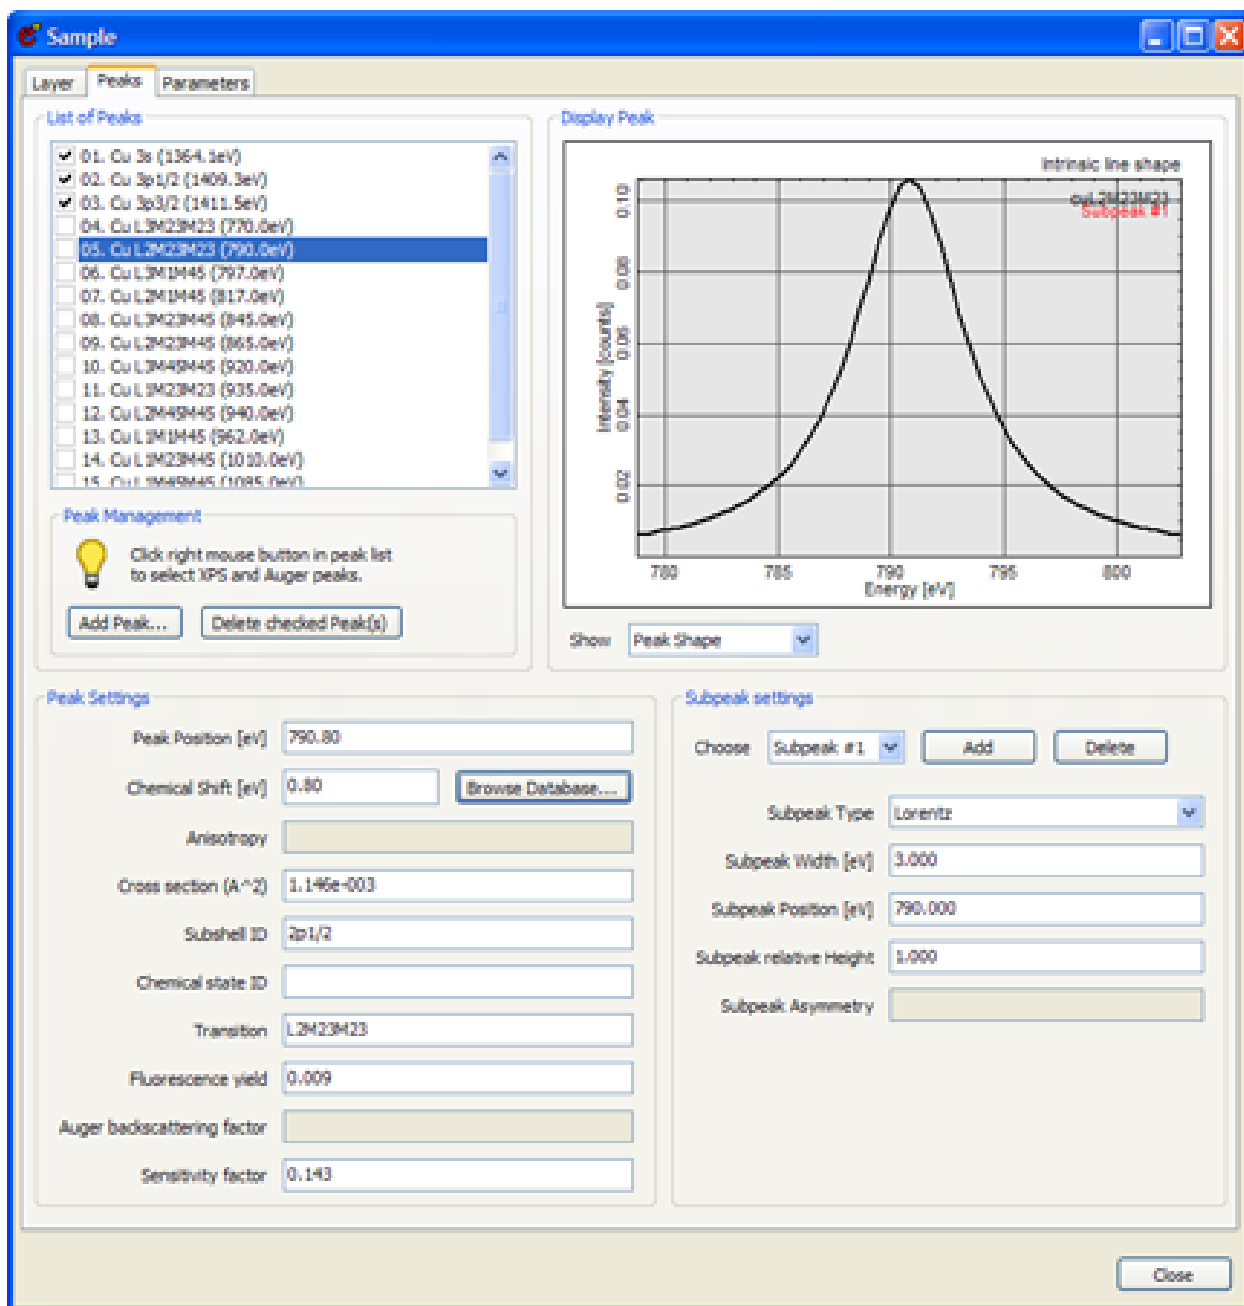 Sample
Layer Peaks Parameters
List of Peaks
01. Cu 3s (1364.1eV)
02. Cu 3p1/2 (1409.3eV)
03. Cu 3p3/2 (1411.5eV)
04. Cu L3M23M23 (770.0eV)
05. Cu L2M23M23 (790.0eV)
06. Cu L3M1M45 (797.0eV)
07. Cu L2M1M45 (817.0eV)
08. Cu L3M23M45 (845.0eV)
09. Cu L2M23M45 (865.0eV)
10. Cu L3M45M45 (920.0eV)
11. Cu L1M23M23 (935.0eV)
12. Cu L2M45M45 (940.0eV)
13. Cu L1M1M45 (962.0eV)
14. Cu L1M23M45 (1010.0eV)
15. Cu L1M45M45 (1085.0eV)
Peak Management
Click right mouse button in peak list
to select XPS and Auger peaks.
Add Peak... Delete checked Peak(s)
Display Peak
Intrinsic line shape
cuL2M23M23
Subpeak #1
Intensity [counts]
0.10
0.08
0.06
0.04
0.02
780 785 790 795 800
Energy [eV]
Show Peak Shape
Peak Settings
Peak Position [eV] 790.80
Chemical Shift [eV] 0.80 Browse Database....
Anisotropy
Cross section (A^2) 1.146e-003
Subshell ID 2p1/2
Chemical state ID
Transition L2M23M23
Fluorescence yield 0.009
Auger backscattering factor
Sensitivity factor 0.143
Subpeak settings
Choose Subpeak #1 Add Delete
Subpeak Type Lorentz
Subpeak Width [eV] 3.000
Subpeak Position [eV] 790.000
Subpeak relative Height 1.000
Subpeak Asymmetry
Close